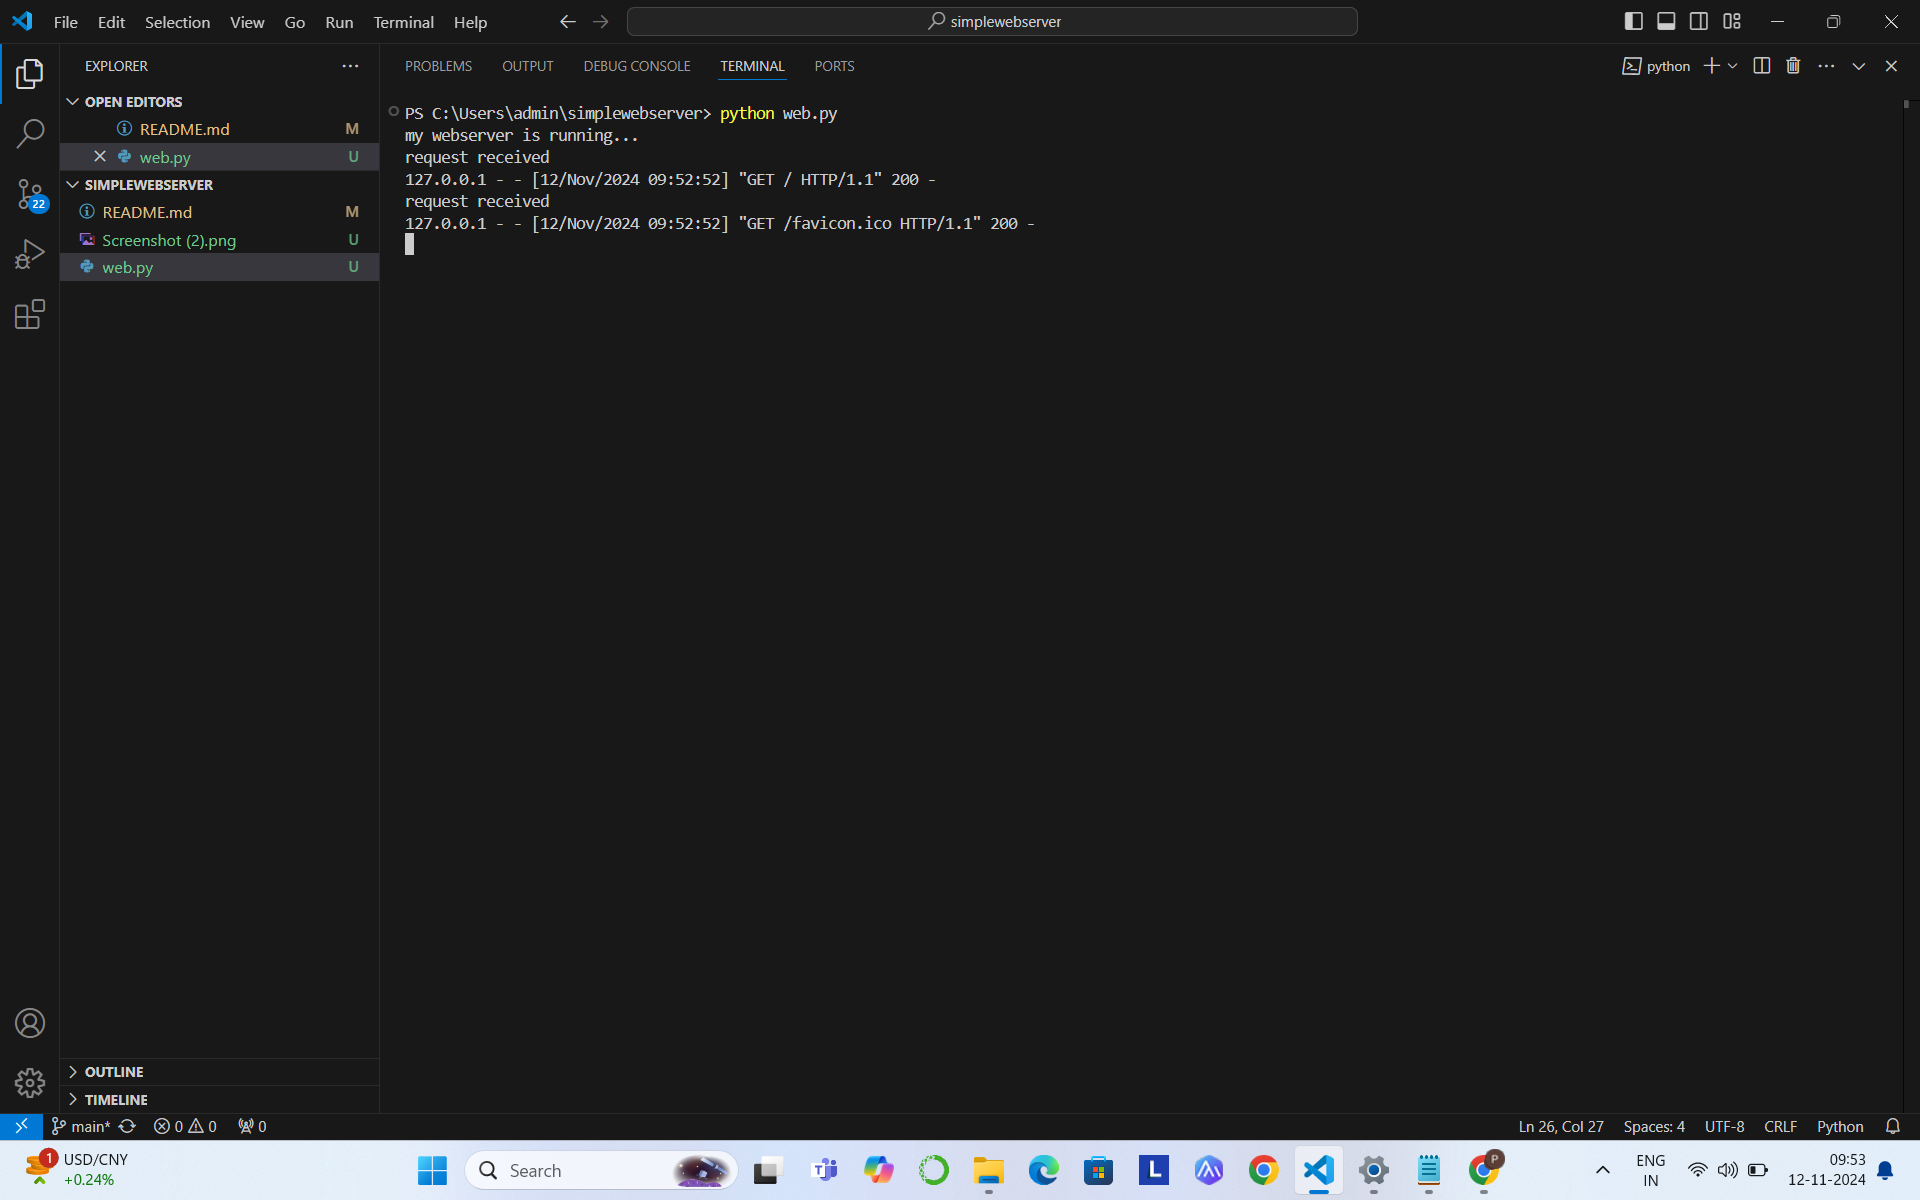 File Edit Selection View Go Run Terminal Help
simplewebserver
EXPLORER
OPEN EDITORS
README.md M
web.py U
SIMPLEWEBSERVER
README.md M
Screenshot (2).png U
web.py U
22
OUTLINE
TIMELINE
PROBLEMS OUTPUT DEBUG CONSOLE TERMINAL PORTS
python
PS C:\Users\admin\simplewebserver> python web.py
my webserver is running...
request received
127.0.0.1 - - [12/Nov/2024 09:52:52] "GET / HTTP/1.1" 200 -
request received
127.0.0.1 - - [12/Nov/2024 09:52:52] "GET /favicon.ico HTTP/1.1" 200 -
main* 0 0 0
Ln 26, Col 27 Spaces: 4 UTF-8 CRLF Python
1
USD/CNY
+0.24%
Search
L
P
ENG
IN
09:53
12-11-2024